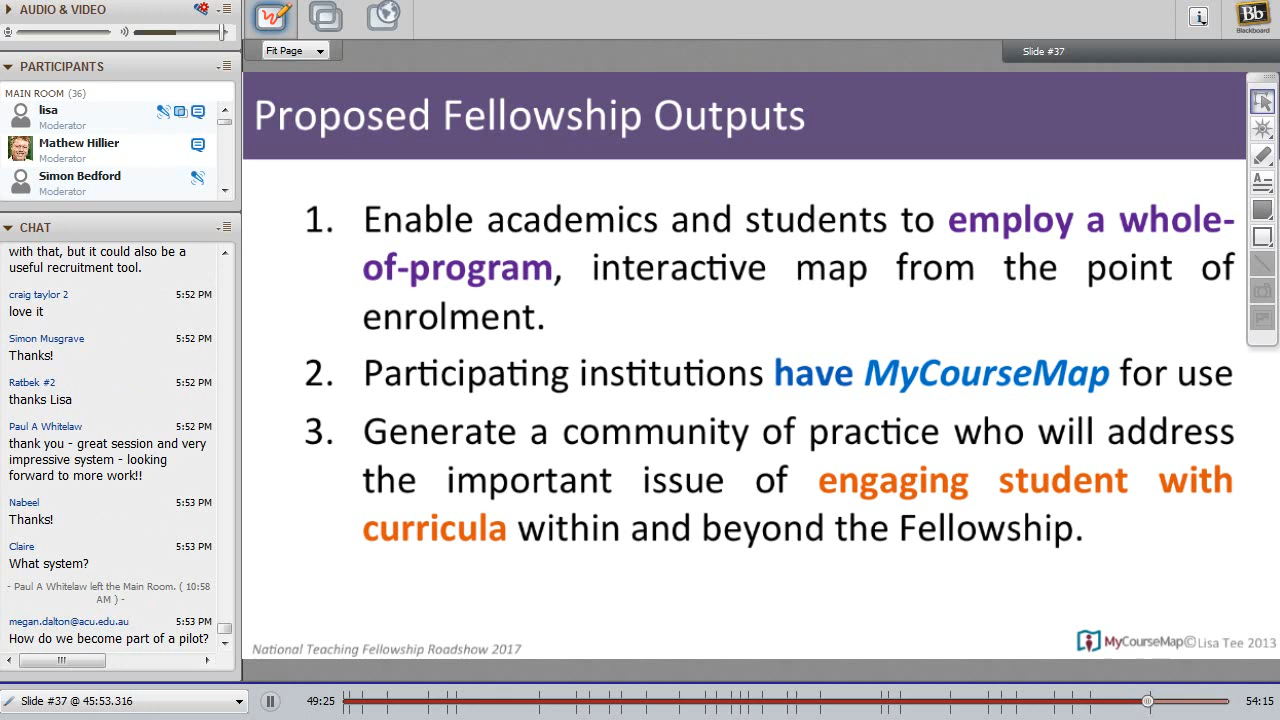 AUDIO & VIDEO
PARTICIPANTS
MAIN ROOM (36)
lisa
Moderator
Mathew Hillier
Moderator
Simon Bedford
Moderator
CHAT
with that, but it could also be a
useful recruitment tool.
craig taylor 2 5:52 PM
love it
Simon Musgrave 5:52 PM
Thanks!
Ratbek #2 5:52 PM
thanks Lisa
Paul A Whitelaw 5:52 PM
thank you - great session and very
impressive system - looking
forward to more work!!
Nabeel 5:53 PM
Thanks!
Claire 5:53 PM
What system?
- Paul A Whitelaw left the Main Room. ( 10:58
AM ) -
megan.dalton@acu.edu.au 5:53 PM
How do we become part of a pilot?
Fit Page
Slide #37
Bb
Blackboard
Proposed Fellowship Outputs
1. Enable academics and students to employ a whole-
of-program, interactive map from the point of
enrolment.
2. Participating institutions have MyCourseMap for use
3. Generate a community of practice who will address
the important issue of engaging student with
curricula within and beyond the Fellowship.
National Teaching Fellowship Roadshow 2017
MyCourseMap©Lisa Tee 2013
Slide #37 @ 45:53.316
49:25
54:15